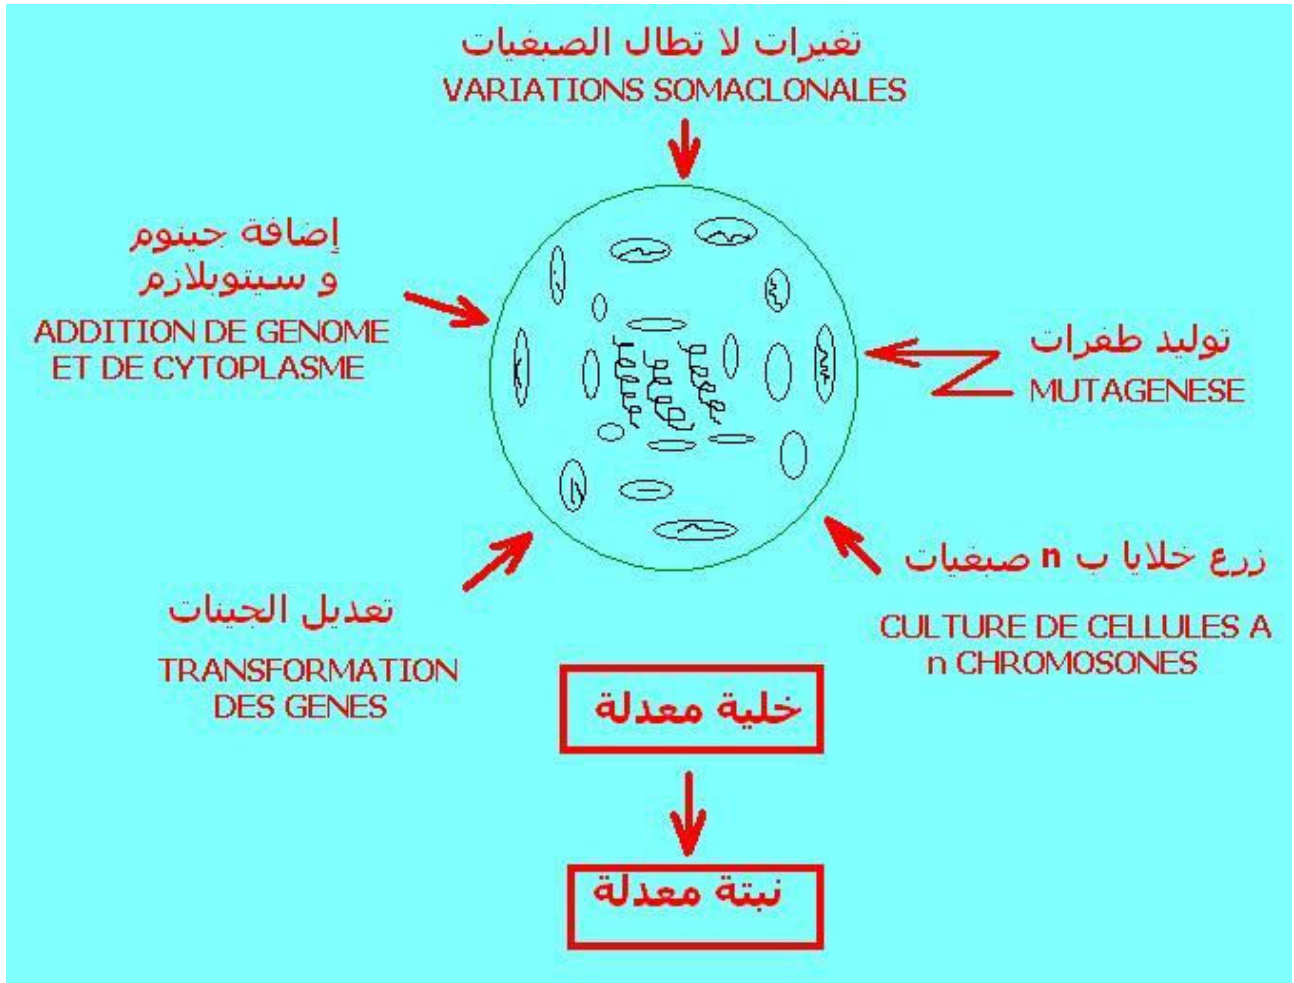 تغيرات لا تطال الصبغيات
VARIATIONS SOMACLONALES
إضافة جينوم
و سيتوبلازم
ADDITION DE GENOME
ET DE CYTOPLASME
توليد طفرات
MUTAGENESE
زرع خلايا ب n صبغيات
CULTURE DE CELLULES A
n CHROMOSONES
تعديل الجينات
TRANSFORMATION
DES GENES
خلية معدلة
نبتة معدلة